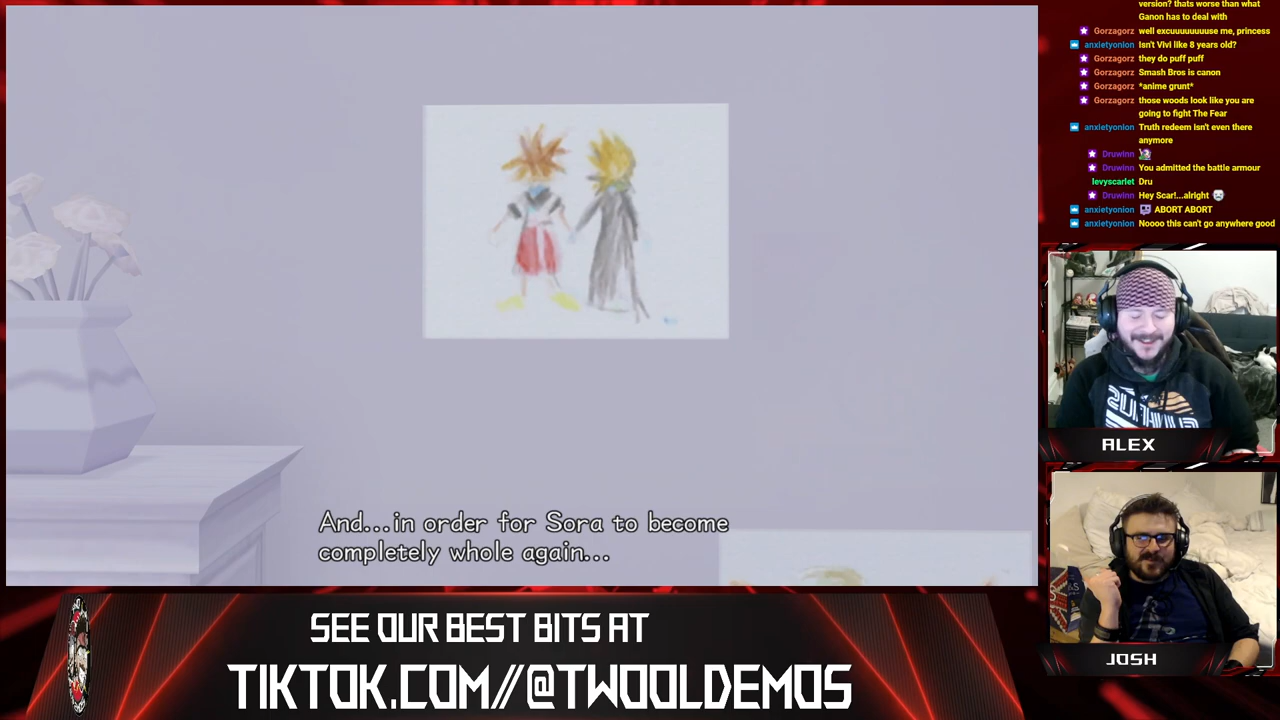 And...in order for Sora to become
completely whole again...
SEE OUR BEST BITS AT
TIKTOK.COM//@TWOOLDEMOS
version? thats worse than what
Ganon has to deal with
Gorzagorz well excuuuuuuuuse me, princess
anxietyonion Isn't Vivi like 8 years old?
Gorzagorz they do puff puff
Gorzagorz Smash Bros is canon
Gorzagorz *anime grunt*
Gorzagorz those woods look like you are
going to fight The Fear
anxietyonion Truth redeem isn't even there
anymore
Druwinn
Druwinn You admitted the battle armour
levyscarlet Dru
Druwinn Hey Scar!...alright
anxietyonion ABORT ABORT
anxietyonion Noooo this can't go anywhere good
ALEX
JOSH